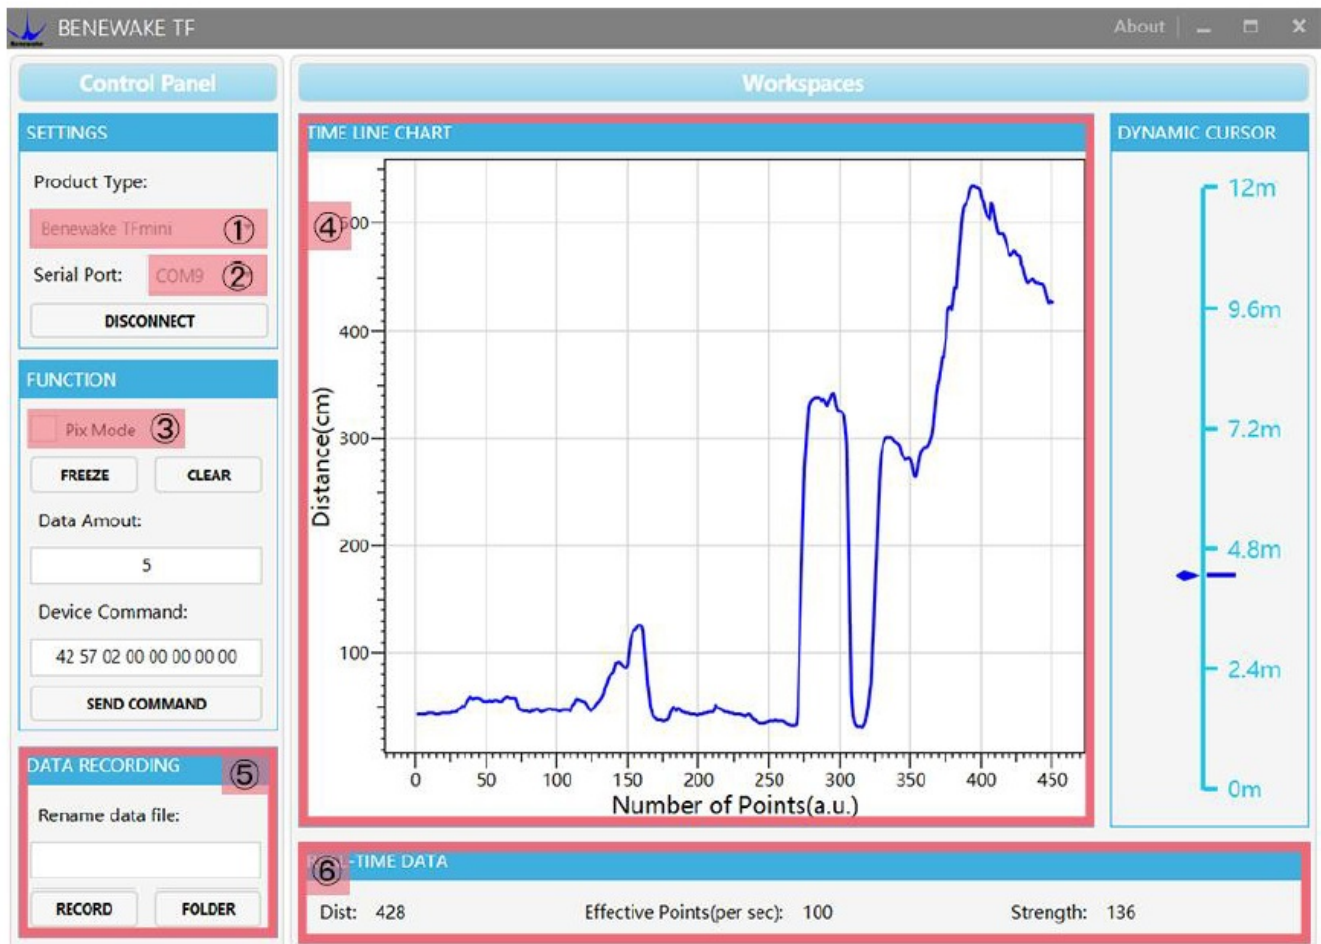 BENEWAKE TF
About
Benewake
Control Panel
Workspaces
SETTINGS
Product Type:
Benewake TFmini ①
Serial Port: COM9 ②
DISCONNECT
FUNCTION
Pix Mode ③
FREEZE CLEAR
Data Amout:
5
Device Command:
42 57 02 00 00 00 00 00
SEND COMMAND
DATA RECORDING ⑤
Rename data file:
RECORD FOLDER
TIME LINE CHART
④
500
400
300
200
100
Distance(cm)
0 50 100 150 200 250 300 350 400 450
Number of Points(a.u.)
DYNAMIC CURSOR
12m
9.6m
7.2m
4.8m
2.4m
0m
⑥ -TIME DATA
Dist: 428 Effective Points(per sec): 100 Strength: 136